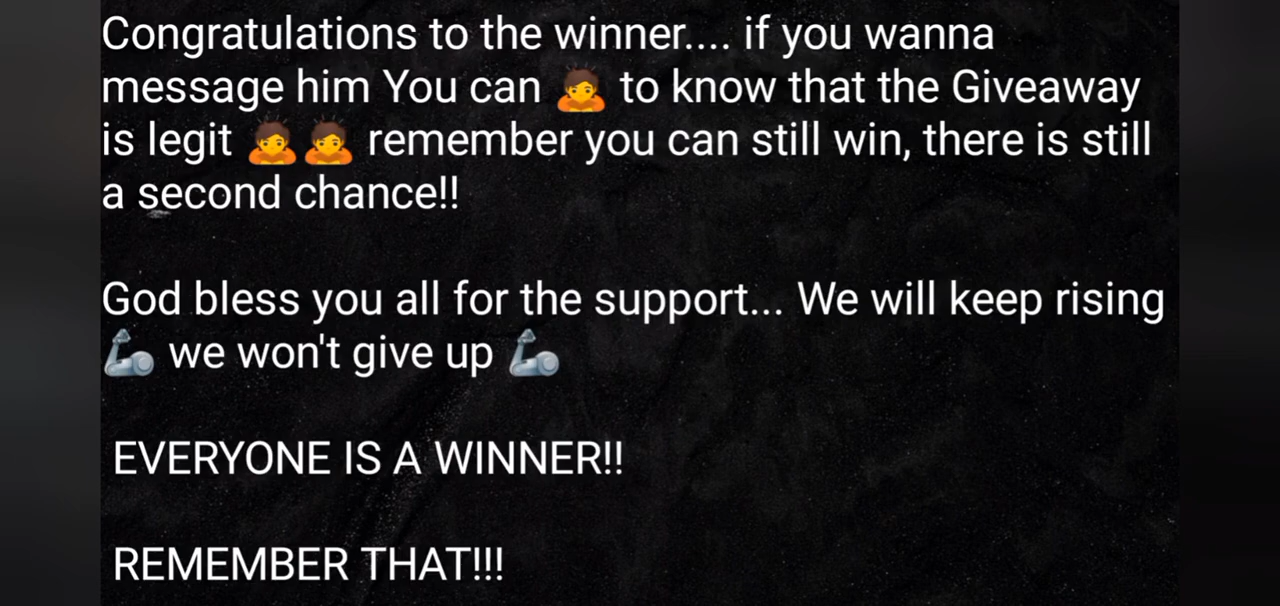 Congratulations to the winner.... if you wanna
message him You can 🙇 to know that the Giveaway
is legit 🙇🙇 remember you can still win, there is still
a second chance!!
God bless you all for the support... We will keep rising
🦾 we won't give up 🦾
EVERYONE IS A WINNER!!
REMEMBER THAT!!!